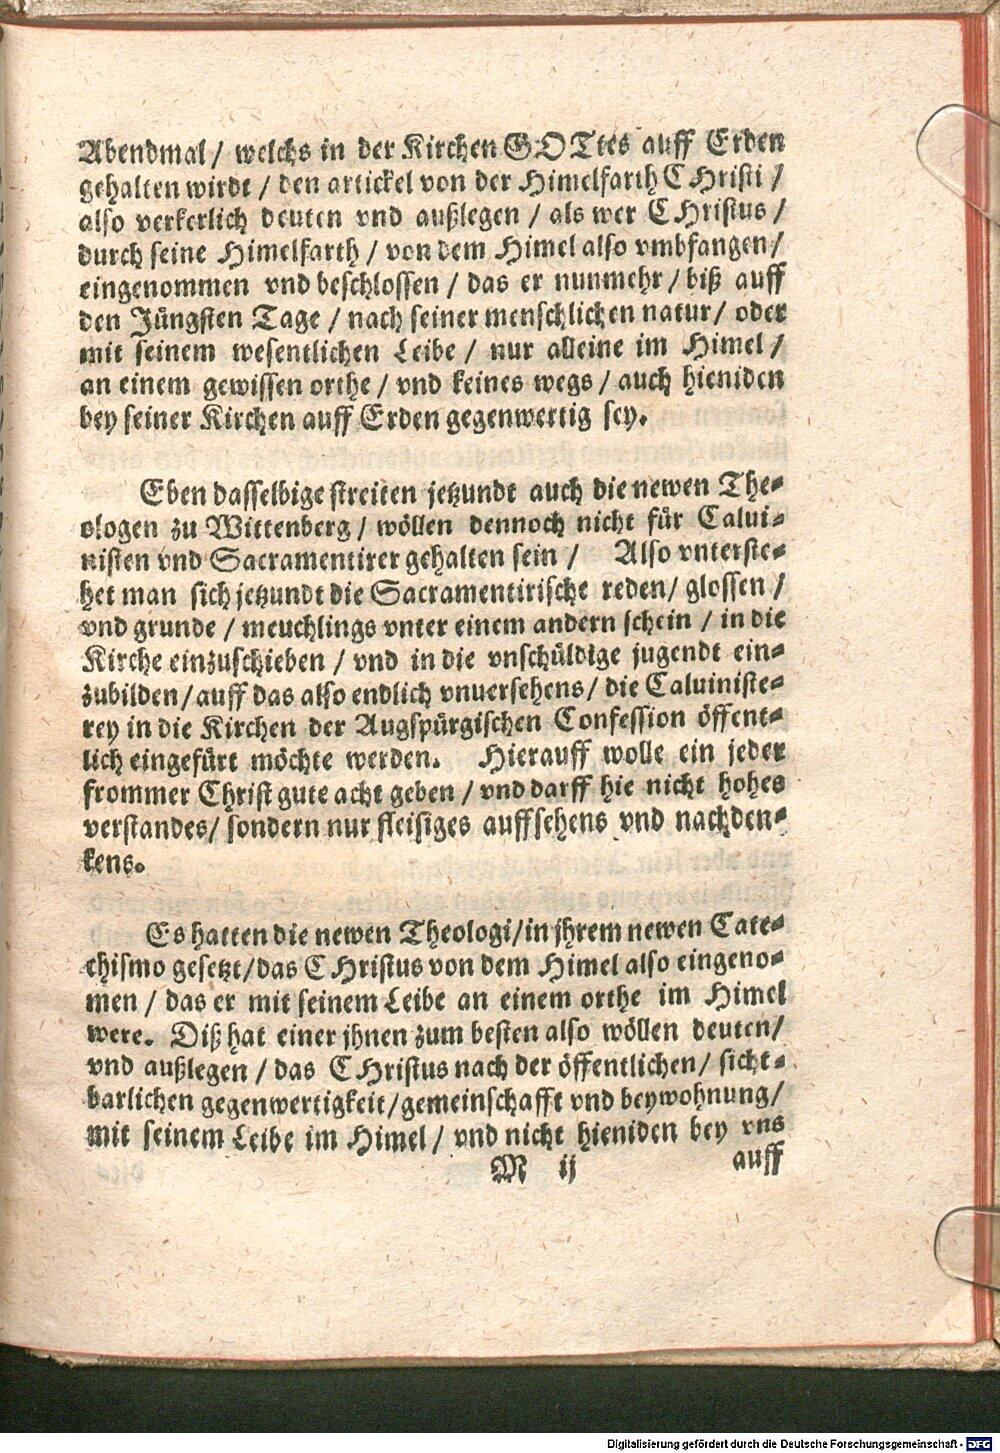 Abendmal / welchs in der Kirchen GOTtes auff Erden
gehalten wirdt / den artickel von der Himelfarth CHristi /
also verkerlich deuten vnd außlegen / als wer CHristus /
durch seine Himelfarth / von dem Himel also vmbfangen /
eingenommen vnd beschlossen / das er nunmehr / biß auff
den Jüngsten Tage / nach seiner menschlichen natur / oder
mit seinem wesentlichen Leibe / nur alleine im Himel /
an einem gewissen orthe / vnd keines wegs / auch hieniden
bey seiner Kirchen auff Erden gegenwertig sey.
Eben dasselbige streiten jetzundt auch die newen The-
ologen zu Wittenberg / wöllen dennoch nicht für Calui-
nisten vnd Sacramentirer gehalten sein / Also vnterste-
het man sich jetzundt die Sacramentirische reden / glossen /
vnd grunde / meuchlings vnter einem andern schein / in die
Kirche einzuschieben / vnd in die vnschüldige jugendt ein-
zubilden / auff das also endlich vnuersehens / die Caluiniste-
rey in die Kirchen der Augspürgischen Confession öffent-
lich eingefürt möchte werden. Hierauff wolle ein jeder
frommer Christ gute acht geben / vnd darff hie nicht hohes
verstandes / sondern nur fleisiges auffsehens vnd nachden-
kens.
Es hatten die newen Theologi / in jhrem newen Cate-
chismo gesetzt / das CHristus von dem Himel also eingeno-
men / das er mit seinem Leibe an einem orthe im Himel
were. Diß hat einer jhnen zum besten also wöllen deuten /
vnd außlegen / das CHristus nach der öffentlichen / sicht-
barlichen gegenwertigkeit / gemeinschafft vnd beywohnung /
mit seinem Leibe im Himel / vnd nicht hieniden bey vns
M ij auff
Digitalisierung gefördert durch die Deutsche Forschungsgemeinschaft - DFG